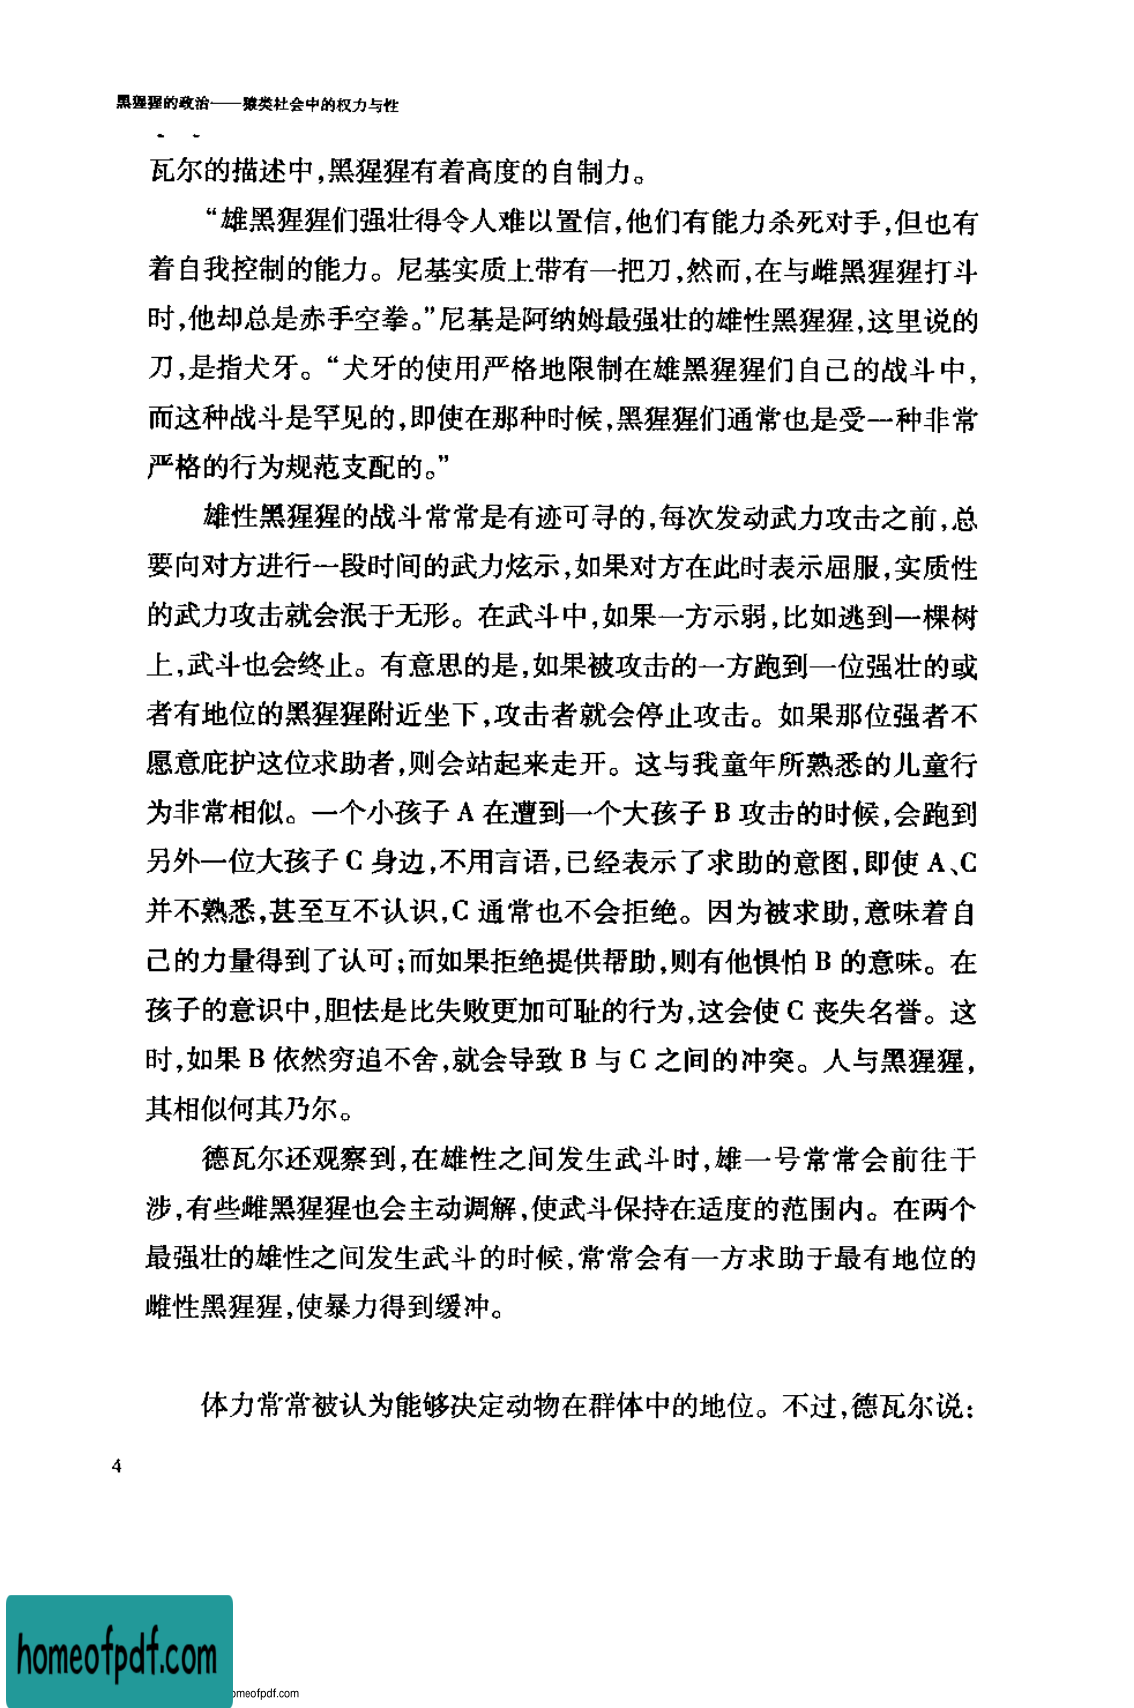 黑猩猩的政治——猿类社会中的权力与性
瓦尔的描述中,黑猩猩有着高度的自制力。
“雄黑猩猩们强壮得令人难以置信,他们有能力杀死对手,但也有
着自我控制的能力。尼基实质上带有一把刀,然而,在与雌黑猩猩打斗
时,他却总是赤手空拳。”尼基是阿纳姆最强壮的雄性黑猩猩,这里说的
刀,是指犬牙。“犬牙的使用严格地限制在雄黑猩猩们自己的战斗中,
而这种战斗是罕见的,即使在那种时候,黑猩猩们通常也是受一种非常
严格的行为规范支配的。”
雄性黑猩猩的战斗常常是有迹可寻的,每次发动武力攻击之前,总
要向对方进行一段时间的武力炫示,如果对方在此时表示屈服,实质性
的武力攻击就会泯于无形。在武斗中,如果一方示弱,比如逃到一棵树
上,武斗也会终止。有意思的是,如果被攻击的一方跑到一位强壮的或
者有地位的黑猩猩附近坐下,攻击者就会停止攻击。如果那位强者不
愿意庇护这位求助者,则会站起来走开。这与我童年所熟悉的儿童行
为非常相似。一个小孩子 A 在遭到一个大孩子 B 攻击的时候,会跑到
另外一位大孩子 C 身边,不用言语,已经表示了求助的意图,即使 A、C
并不熟悉,甚至互不认识,C 通常也不会拒绝。因为被求助,意味着自
己的力量得到了认可;而如果拒绝提供帮助,则有他惧怕 B 的意味。在
孩子的意识中,胆怯是比失败更加可耻的行为,这会使 C 丧失名誉。这
时,如果 B 依然穷追不舍,就会导致 B 与 C 之间的冲突。人与黑猩猩,
其相似何其乃尔。
德瓦尔还观察到,在雄性之间发生武斗时,雄一号常常会前往干
涉,有些雌黑猩猩也会主动调解,使武斗保持在适度的范围内。在两个
最强壮的雄性之间发生武斗的时候,常常会有一方求助于最有地位的
雌性黑猩猩,使暴力得到缓冲。
体力常常被认为能够决定动物在群体中的地位。不过,德瓦尔说:
4
homeofpdf.com
omeofpdf.com